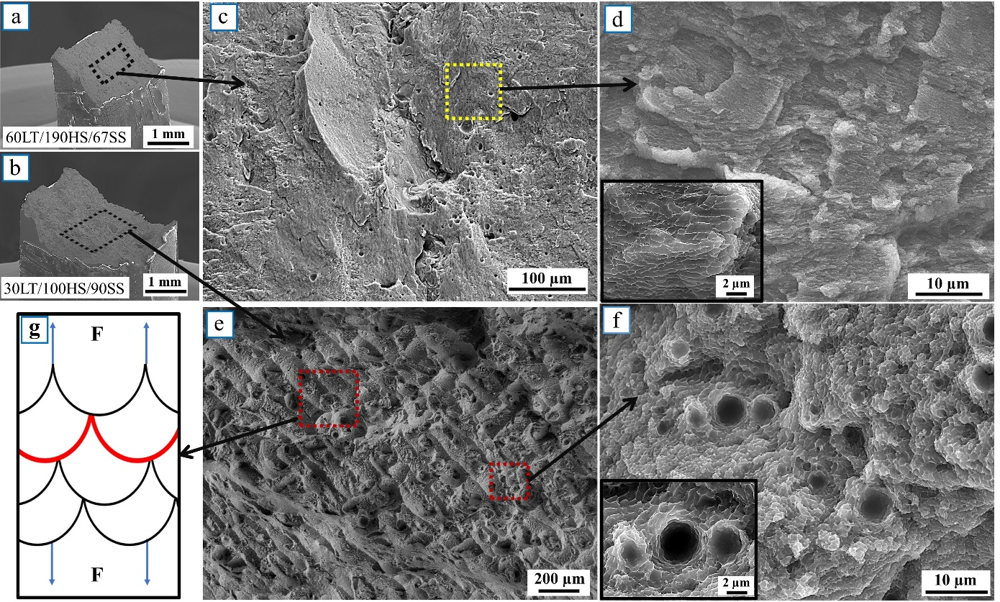 a
60LT/190HS/67SS
1 mm
b
30LT/100HS/90SS
1 mm
c
100 µm
d
2 µm
10 µm
g
F
F
e
200 µm
f
2 µm
10 µm